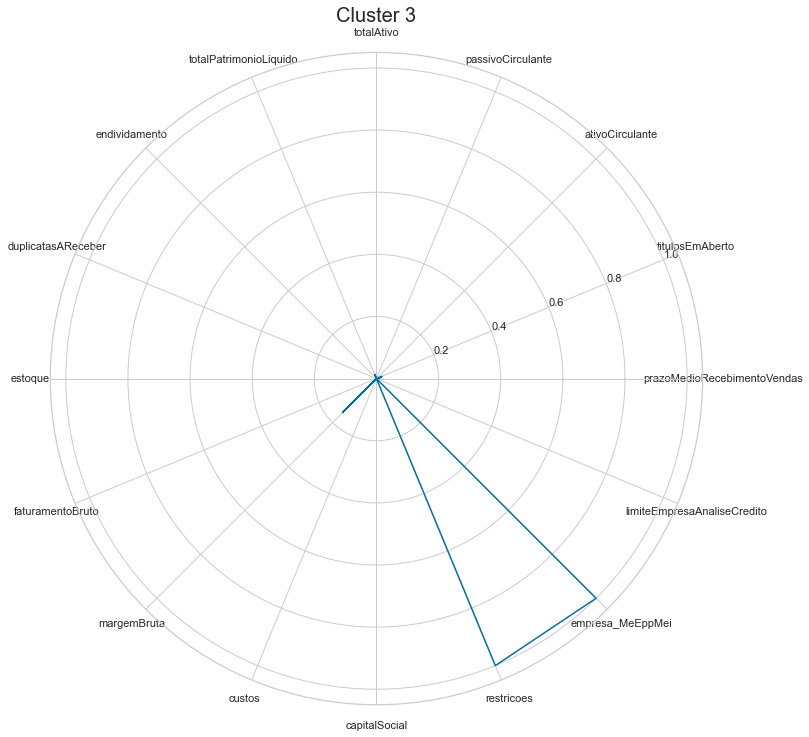 Cluster 3
totalAtivo
totalPatrimonioLiquido
passivoCirculante
endividamento
ativoCirculante
duplicatasAReceber
titulosEmAberto
1.0
0.8
0.6
0.4
0.2
estoque
prazoMedioRecebimentoVendas
faturamentoBruto
limiteEmpresaAnaliseCredito
margemBruta
empresa_MeEppMei
custos
restricoes
capitalSocial